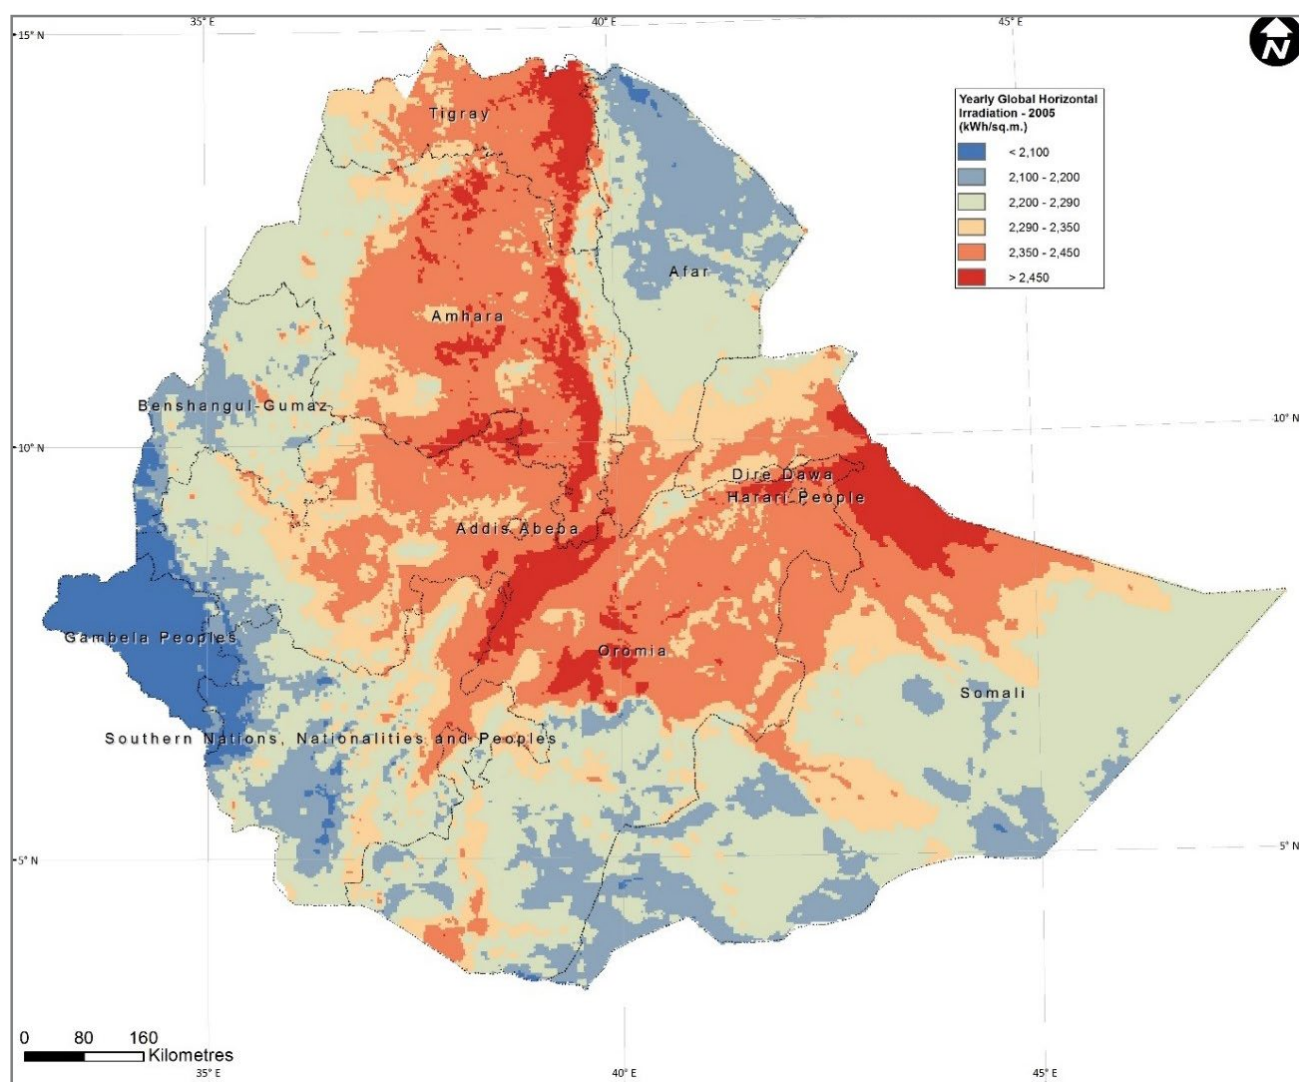 35° E
40° E
45° E
15° N
N
Yearly Global Horizontal
Irradiation - 2005
(kWh/sq.m.)
< 2,100
2,100 - 2,200
2,200 - 2,290
2,290 - 2,350
2,350 - 2,450
> 2,450
Tigray
Afar
Amhara
Benshangul-Gumaz
10° N
10° N
Dire Dawa
Harari People
Addis Abeba
Gambela Peoples
Oromia
Somali
Southern Nations, Nationalities and Peoples
5° N
5° N
0 80 160
Kilometres
35° E
40° E
45° E